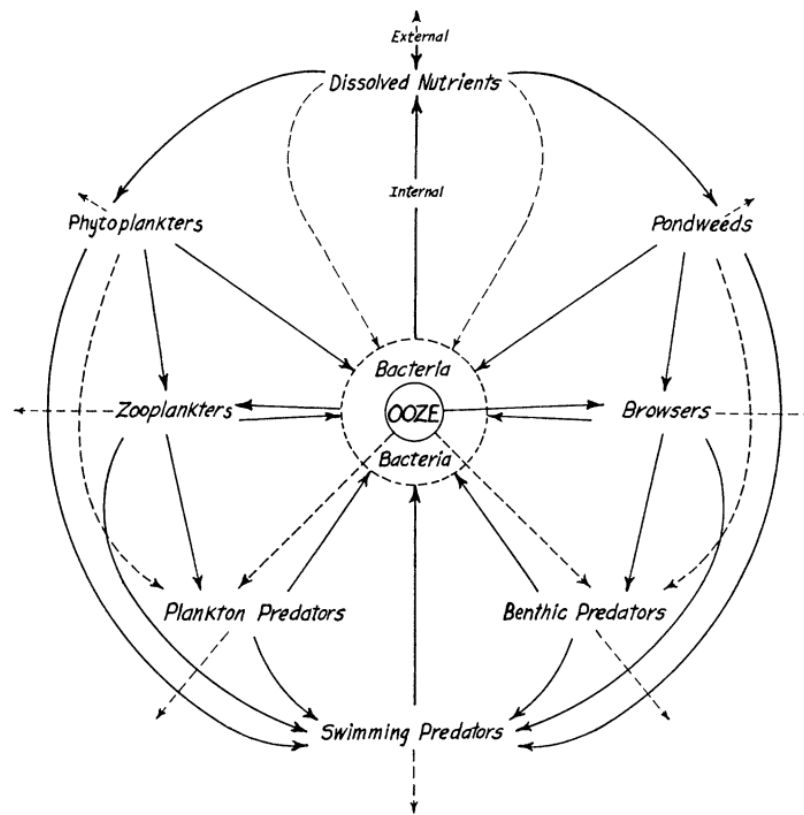 External
Dissolved Nutrients
Internal
Phytoplankters
Pondweeds
Bacteria
Zooplankters
OOZE
Browsers
Bacteria
Plankton Predators
Benthic Predators
Swimming Predators